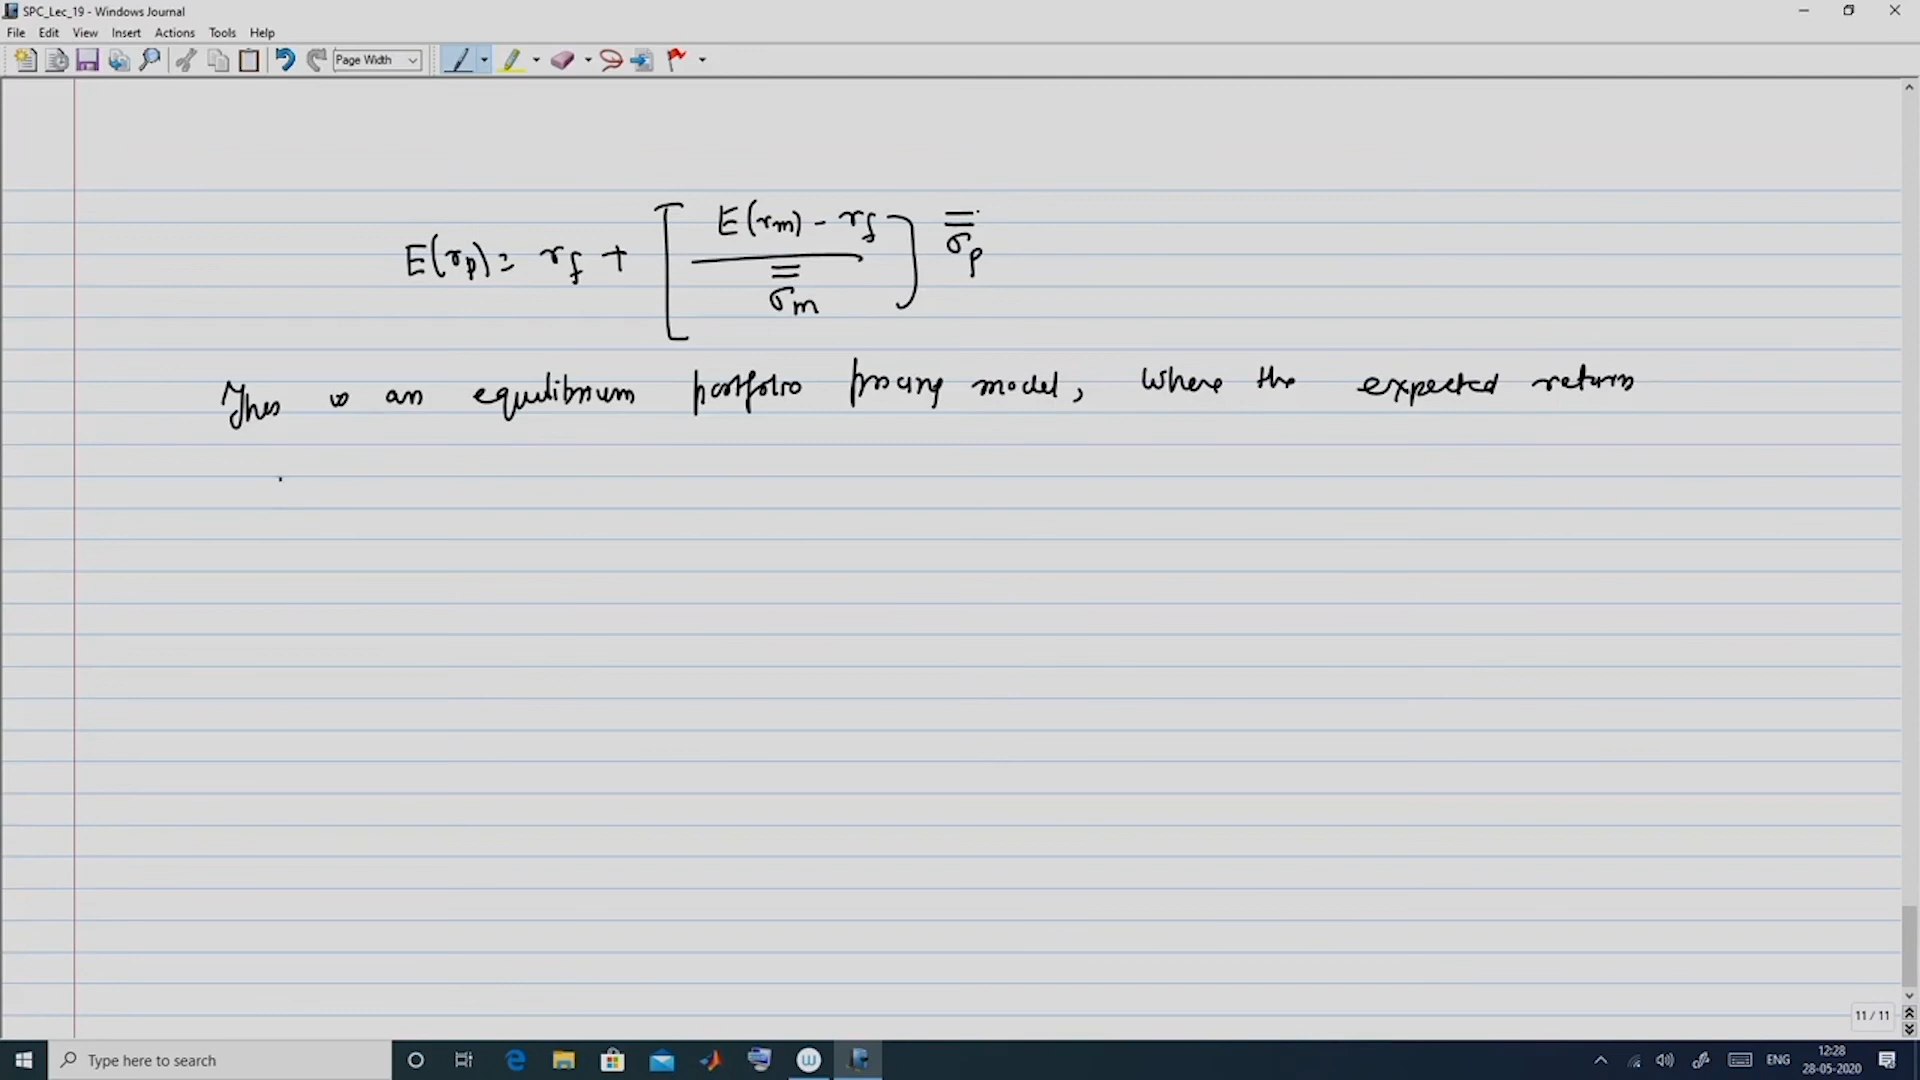 SPC_Lec_19 - Windows Journal
File Edit View Insert Actions Tools Help
Page Width
E(rp) = rf + [ E(rm) - rf / σ̿m ] σ̿p
This is an equilibrium portfolio pricing model, where the expected return
11 / 11
Type here to search
ENG
12:28
28-05-2020